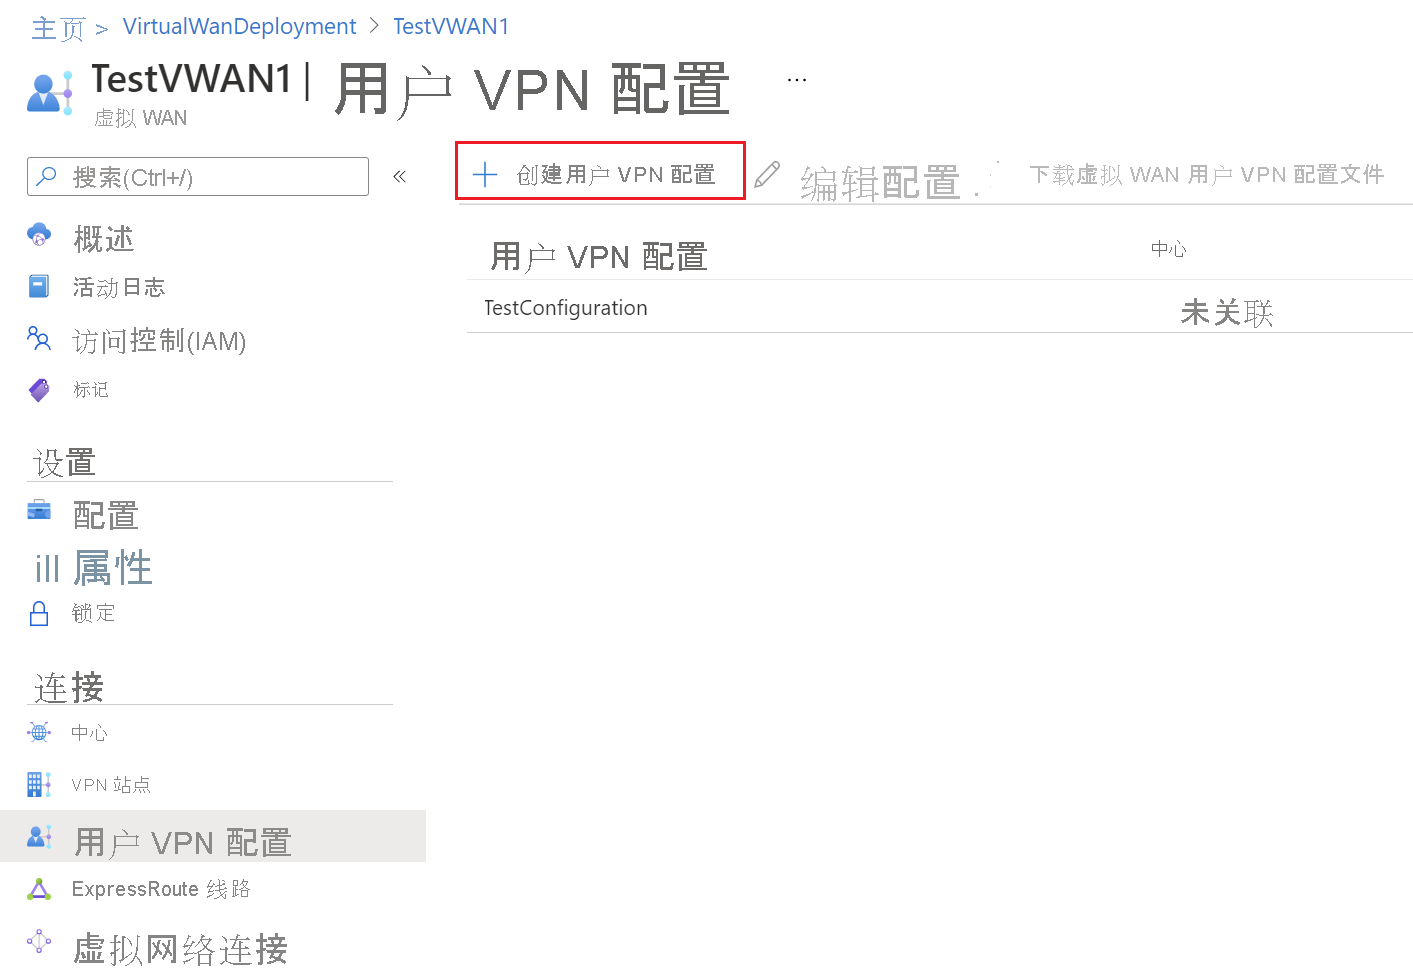 主页 > VirtualWanDeployment > TestVWAN1
TestVWAN1 | 用户 VPN 配置 ...
虚拟 WAN
搜索(Ctrl+/) «
+ 创建用户 VPN 配置 编辑配置 下载虚拟 WAN 用户 VPN 配置文件
概述
活动日志
访问控制(IAM)
标记
设置
配置
ill 属性
锁定
连接
中心
VPN 站点
用户 VPN 配置
ExpressRoute 线路
虚拟网络连接
用户 VPN 配置 中心
TestConfiguration 未关联